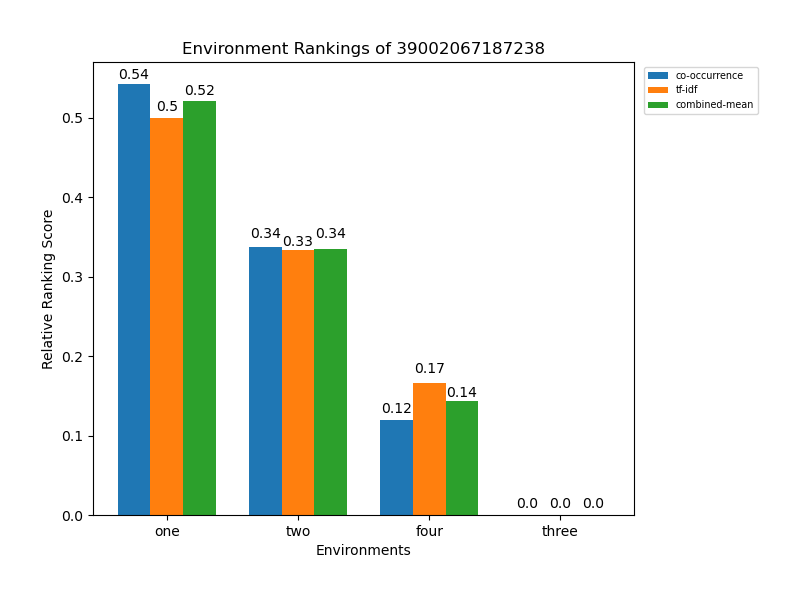 Environment Rankings of 39002067187238
co-occurrence
tf-idf
combined-mean
0.54
0.5
0.52
0.34
0.33
0.34
0.12
0.17
0.14
0.0
0.0
0.0
Relative Ranking Score
0.5
0.4
0.3
0.2
0.1
0.0
one
two
four
three
Environments